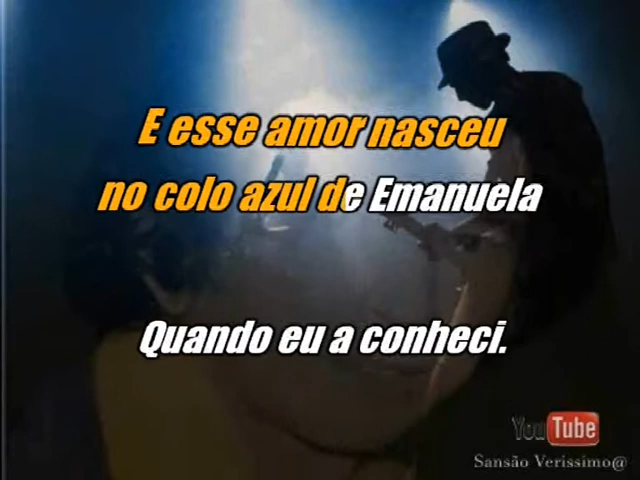 E esse amor nasceu
no colo azul de Emanuela
Quando eu a conheci.
YouTube
Sansão Verissimo@